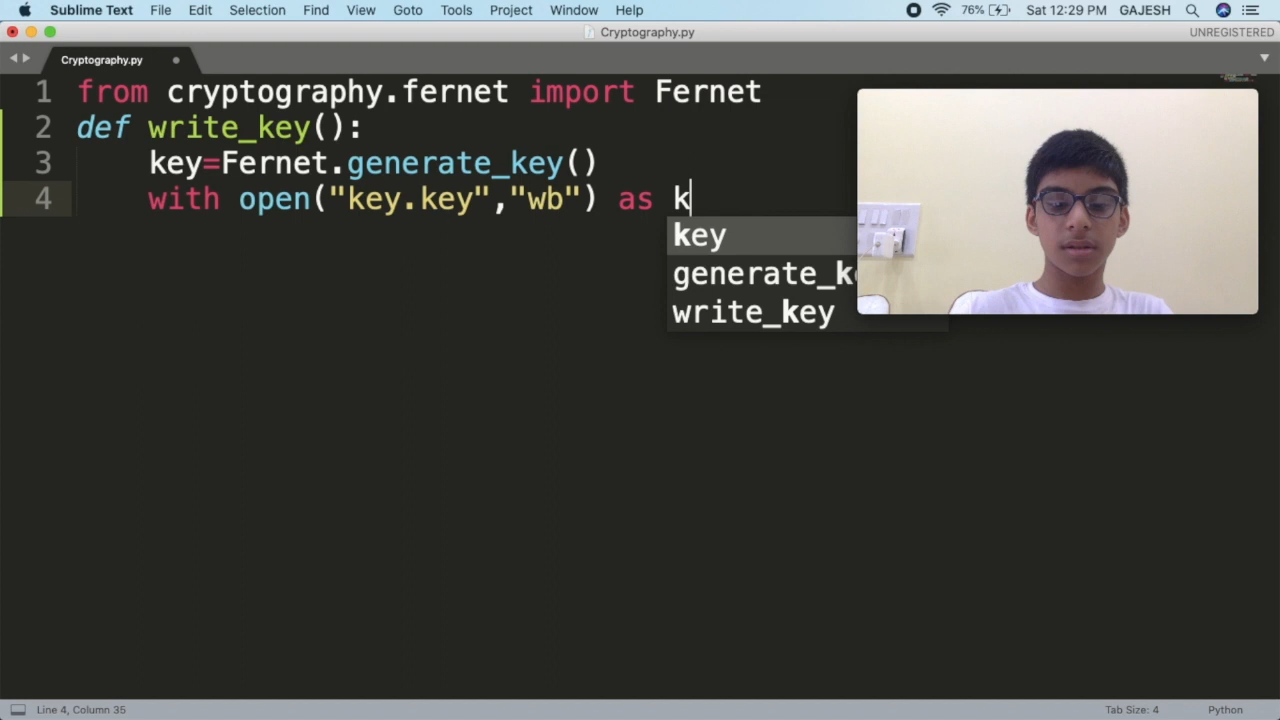 Sublime Text File Edit Selection Find View Goto Tools Project Window Help 76% Sat 12:29 PM GAJESH
Cryptography.py UNREGISTERED
Cryptography.py
1 from cryptography.fernet import Fernet
2 def write_key():
3 key=Fernet.generate_key()
4 with open("key.key","wb") as k
key
generate_k
write_key
Line 4, Column 35 Tab Size: 4 Python